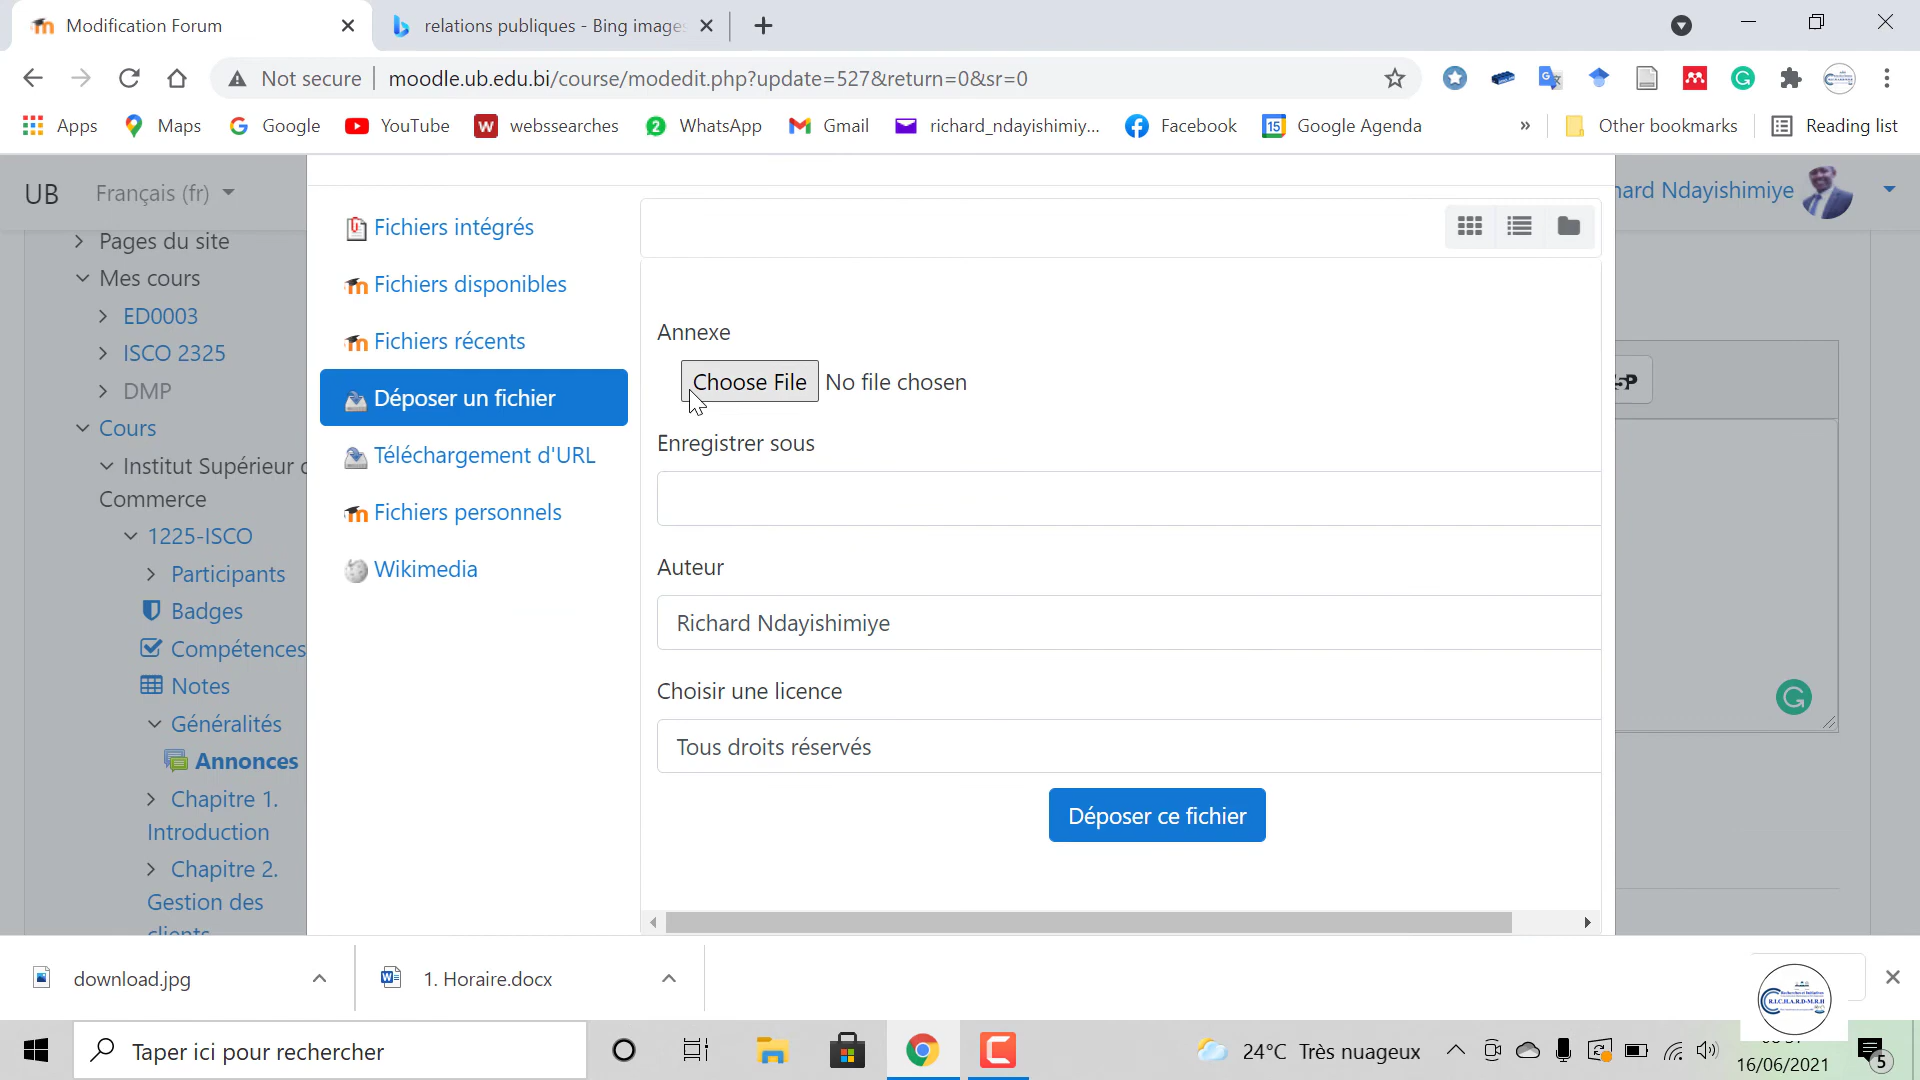 Modification Forum
relations publiques - Bing images
Not secure
moodle.ub.edu.bi/course/modedit.php?update=527&return=0&sr=0
Apps
Maps
Google
YouTube
webssearches
WhatsApp
Gmail
richard_ndayishimiy...
Facebook
15
Google Agenda
»
Other bookmarks
Reading list
UB
Français (fr)
hard Ndayishimiye
Pages du site
Mes cours
ED0003
ISCO 2325
DMP
Cours
Institut Supérieur
Commerce
1225-ISCO
Participants
Badges
Compétences
Notes
Généralités
Annonces
Chapitre 1.
Introduction
Chapitre 2.
Gestion des
clients
Fichiers intégrés
Fichiers disponibles
Fichiers récents
Déposer un fichier
Téléchargement d'URL
Fichiers personnels
Wikimedia
Annexe
Choose File No file chosen
Enregistrer sous
Auteur
Richard Ndayishimiye
Choisir une licence
Tous droits réservés
Déposer ce fichier
download.jpg
1. Horaire.docx
R.I.C.H.A.R.D-M.R.H
Taper ici pour rechercher
24°C Très nuageux
16/06/2021
5